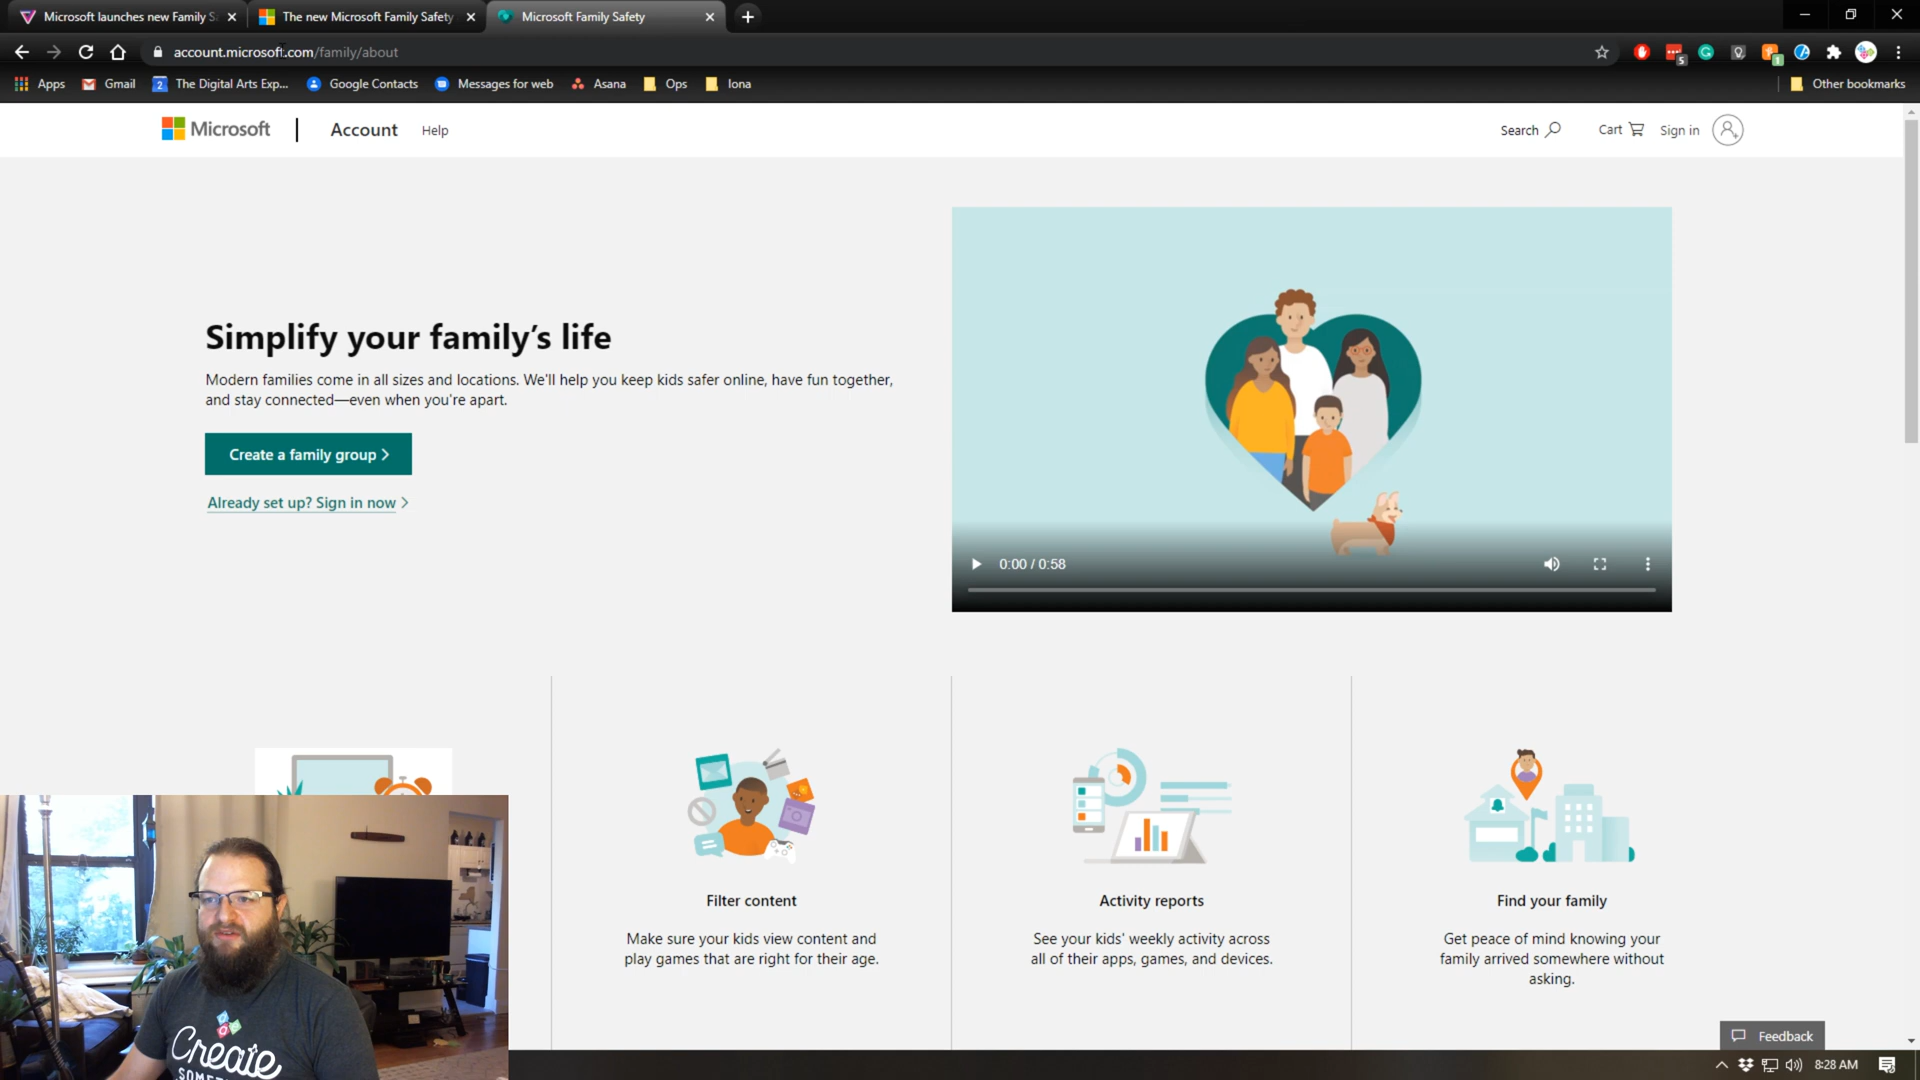 Microsoft launches new Family S
The new Microsoft Family Safety
Microsoft Family Safety
account.microsoft.com/family/about
5
1
Apps
Gmail
2
The Digital Arts Exp...
Google Contacts
Messages for web
Asana
Ops
Iona
Other bookmarks
Microsoft
Account
Help
Search
Cart
Sign in
Simplify your family's life
Modern families come in all sizes and locations. We'll help you keep kids safer online, have fun together,
and stay connected—even when you're apart.
Create a family group
Already set up? Sign in now
0:00 / 0:58
Filter content
Make sure your kids view content and
play games that are right for their age.
Activity reports
See your kids' weekly activity across
all of their apps, games, and devices.
Find your family
Get peace of mind knowing your
family arrived somewhere without
asking.
Create
Feedback
8:28 AM